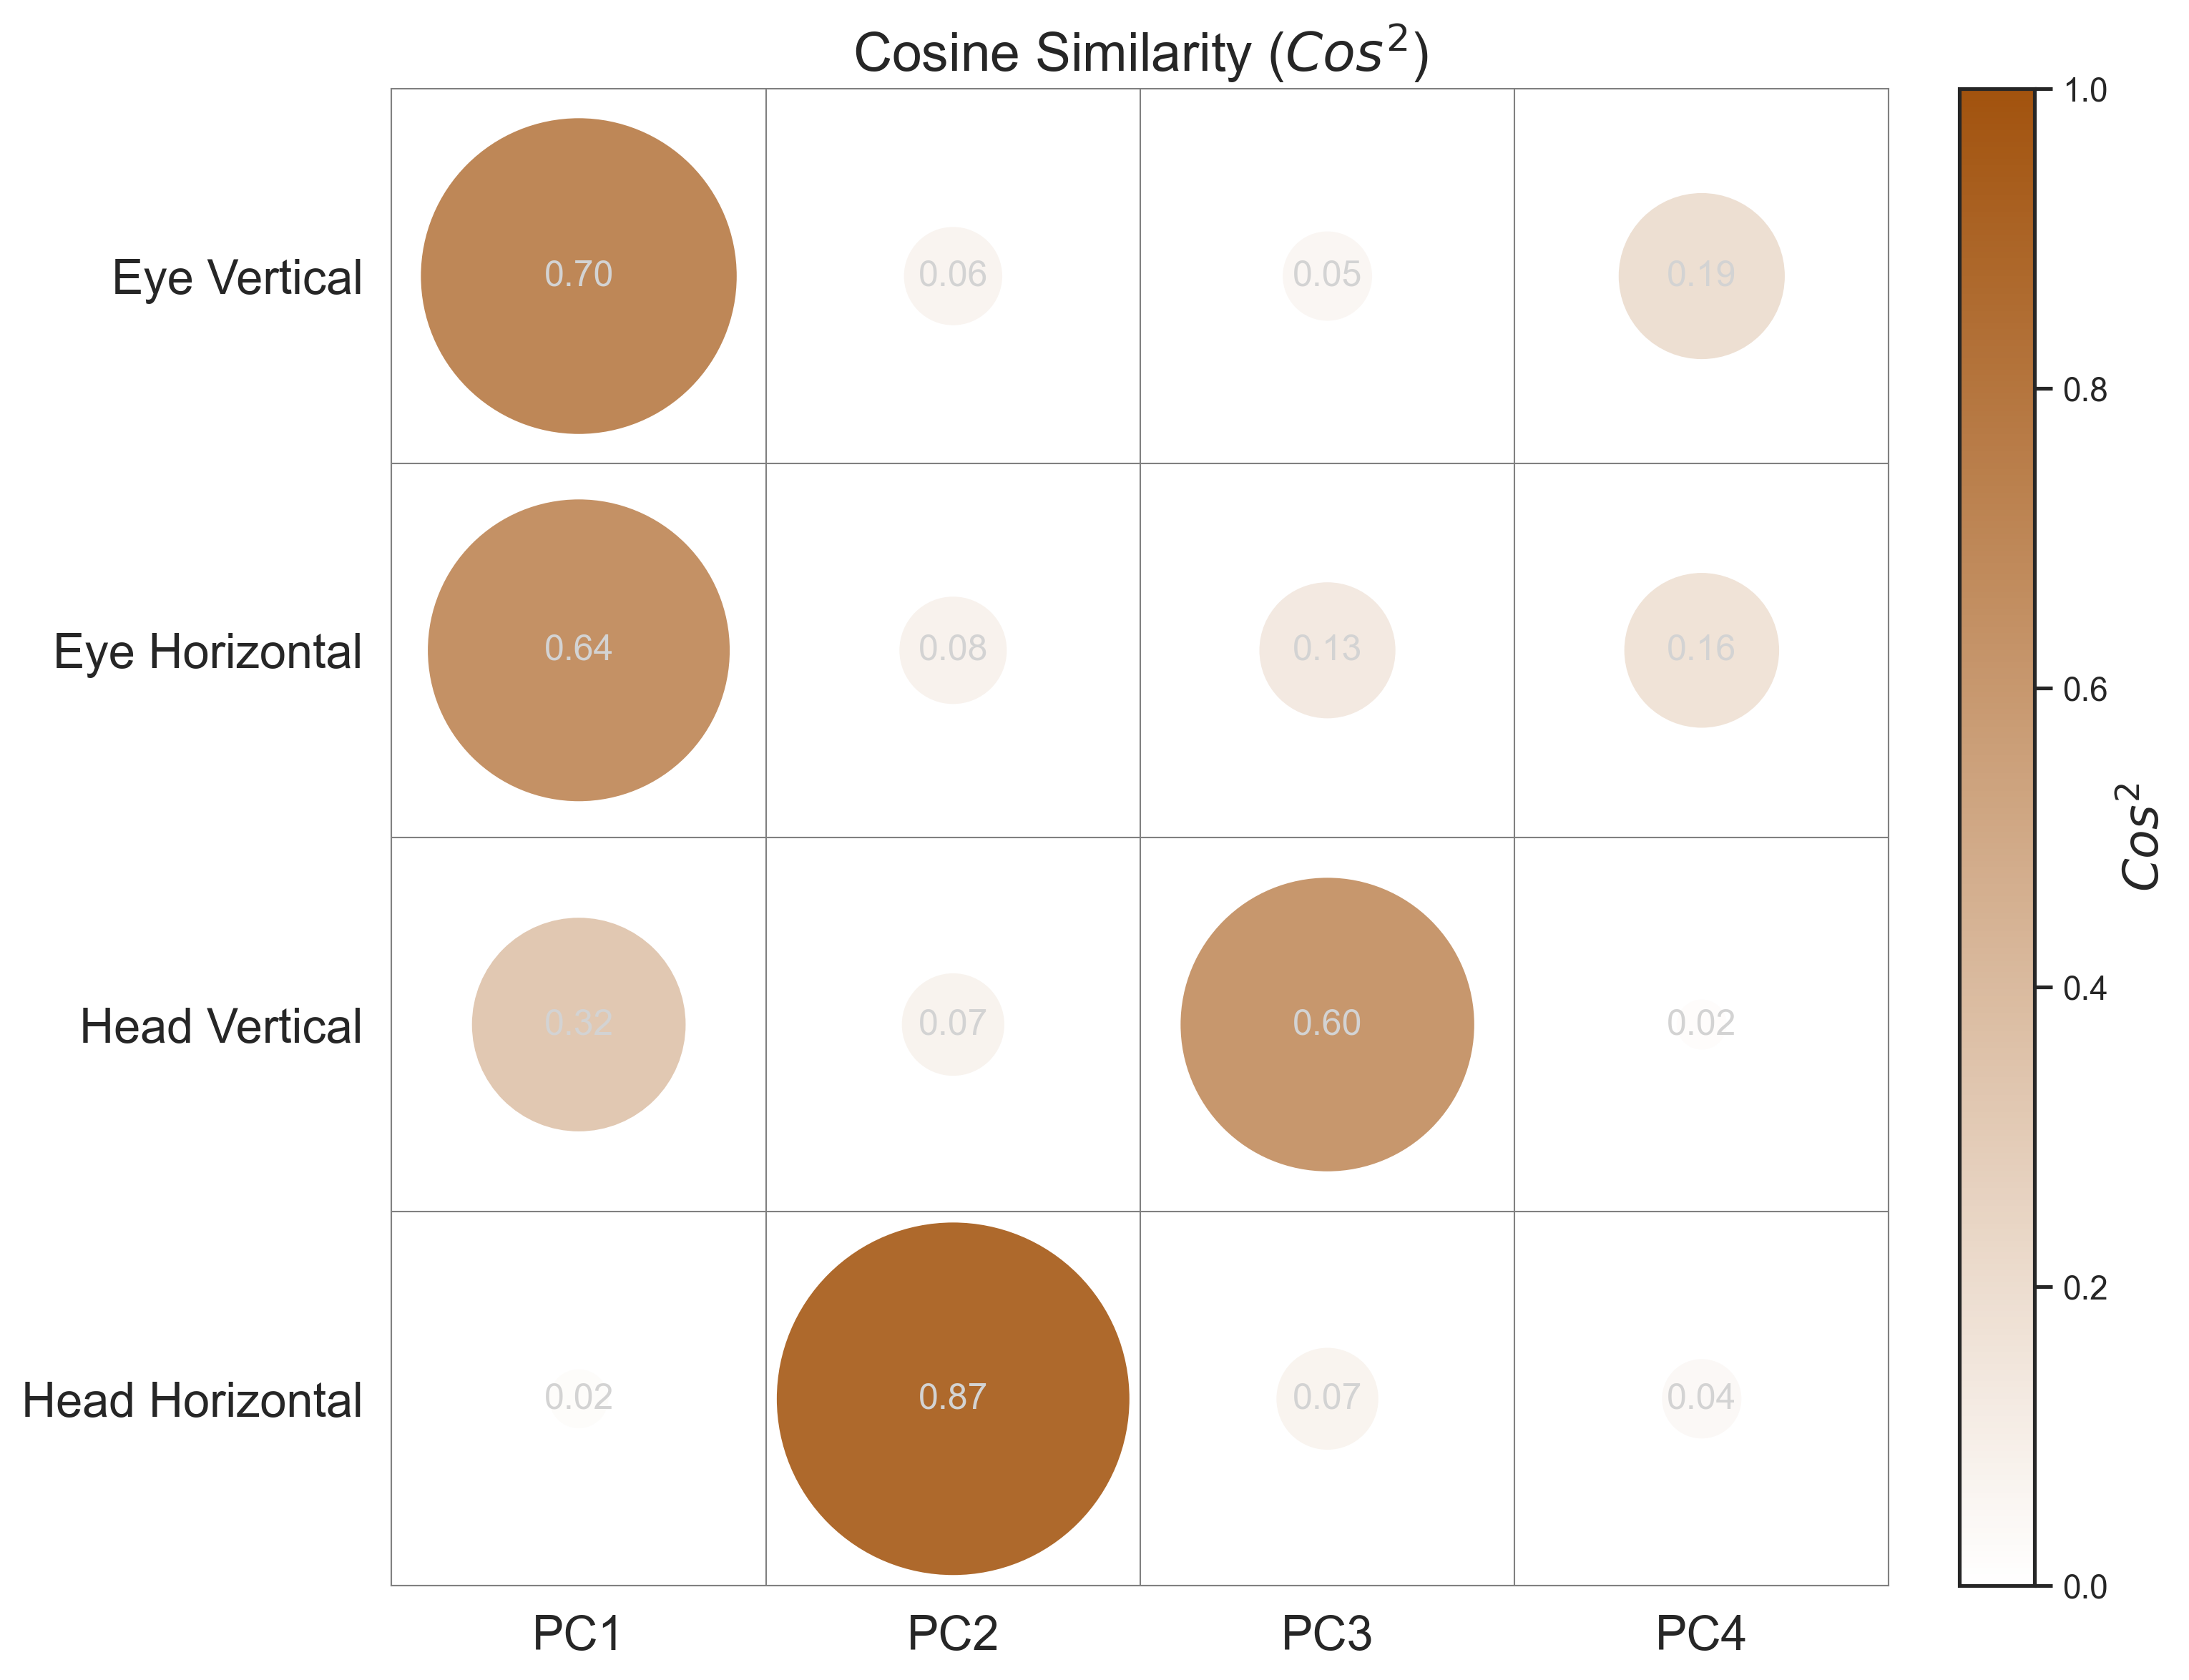 Cosine Similarity (Cos²)
Eye Vertical 0.70 0.06 0.05 0.19
Eye Horizontal 0.64 0.08 0.13 0.16
Head Vertical 0.32 0.07 0.60 0.02
Head Horizontal 0.02 0.87 0.07 0.04
PC1 PC2 PC3 PC4
1.0
0.8
0.6
0.4
0.2
0.0
Cos²